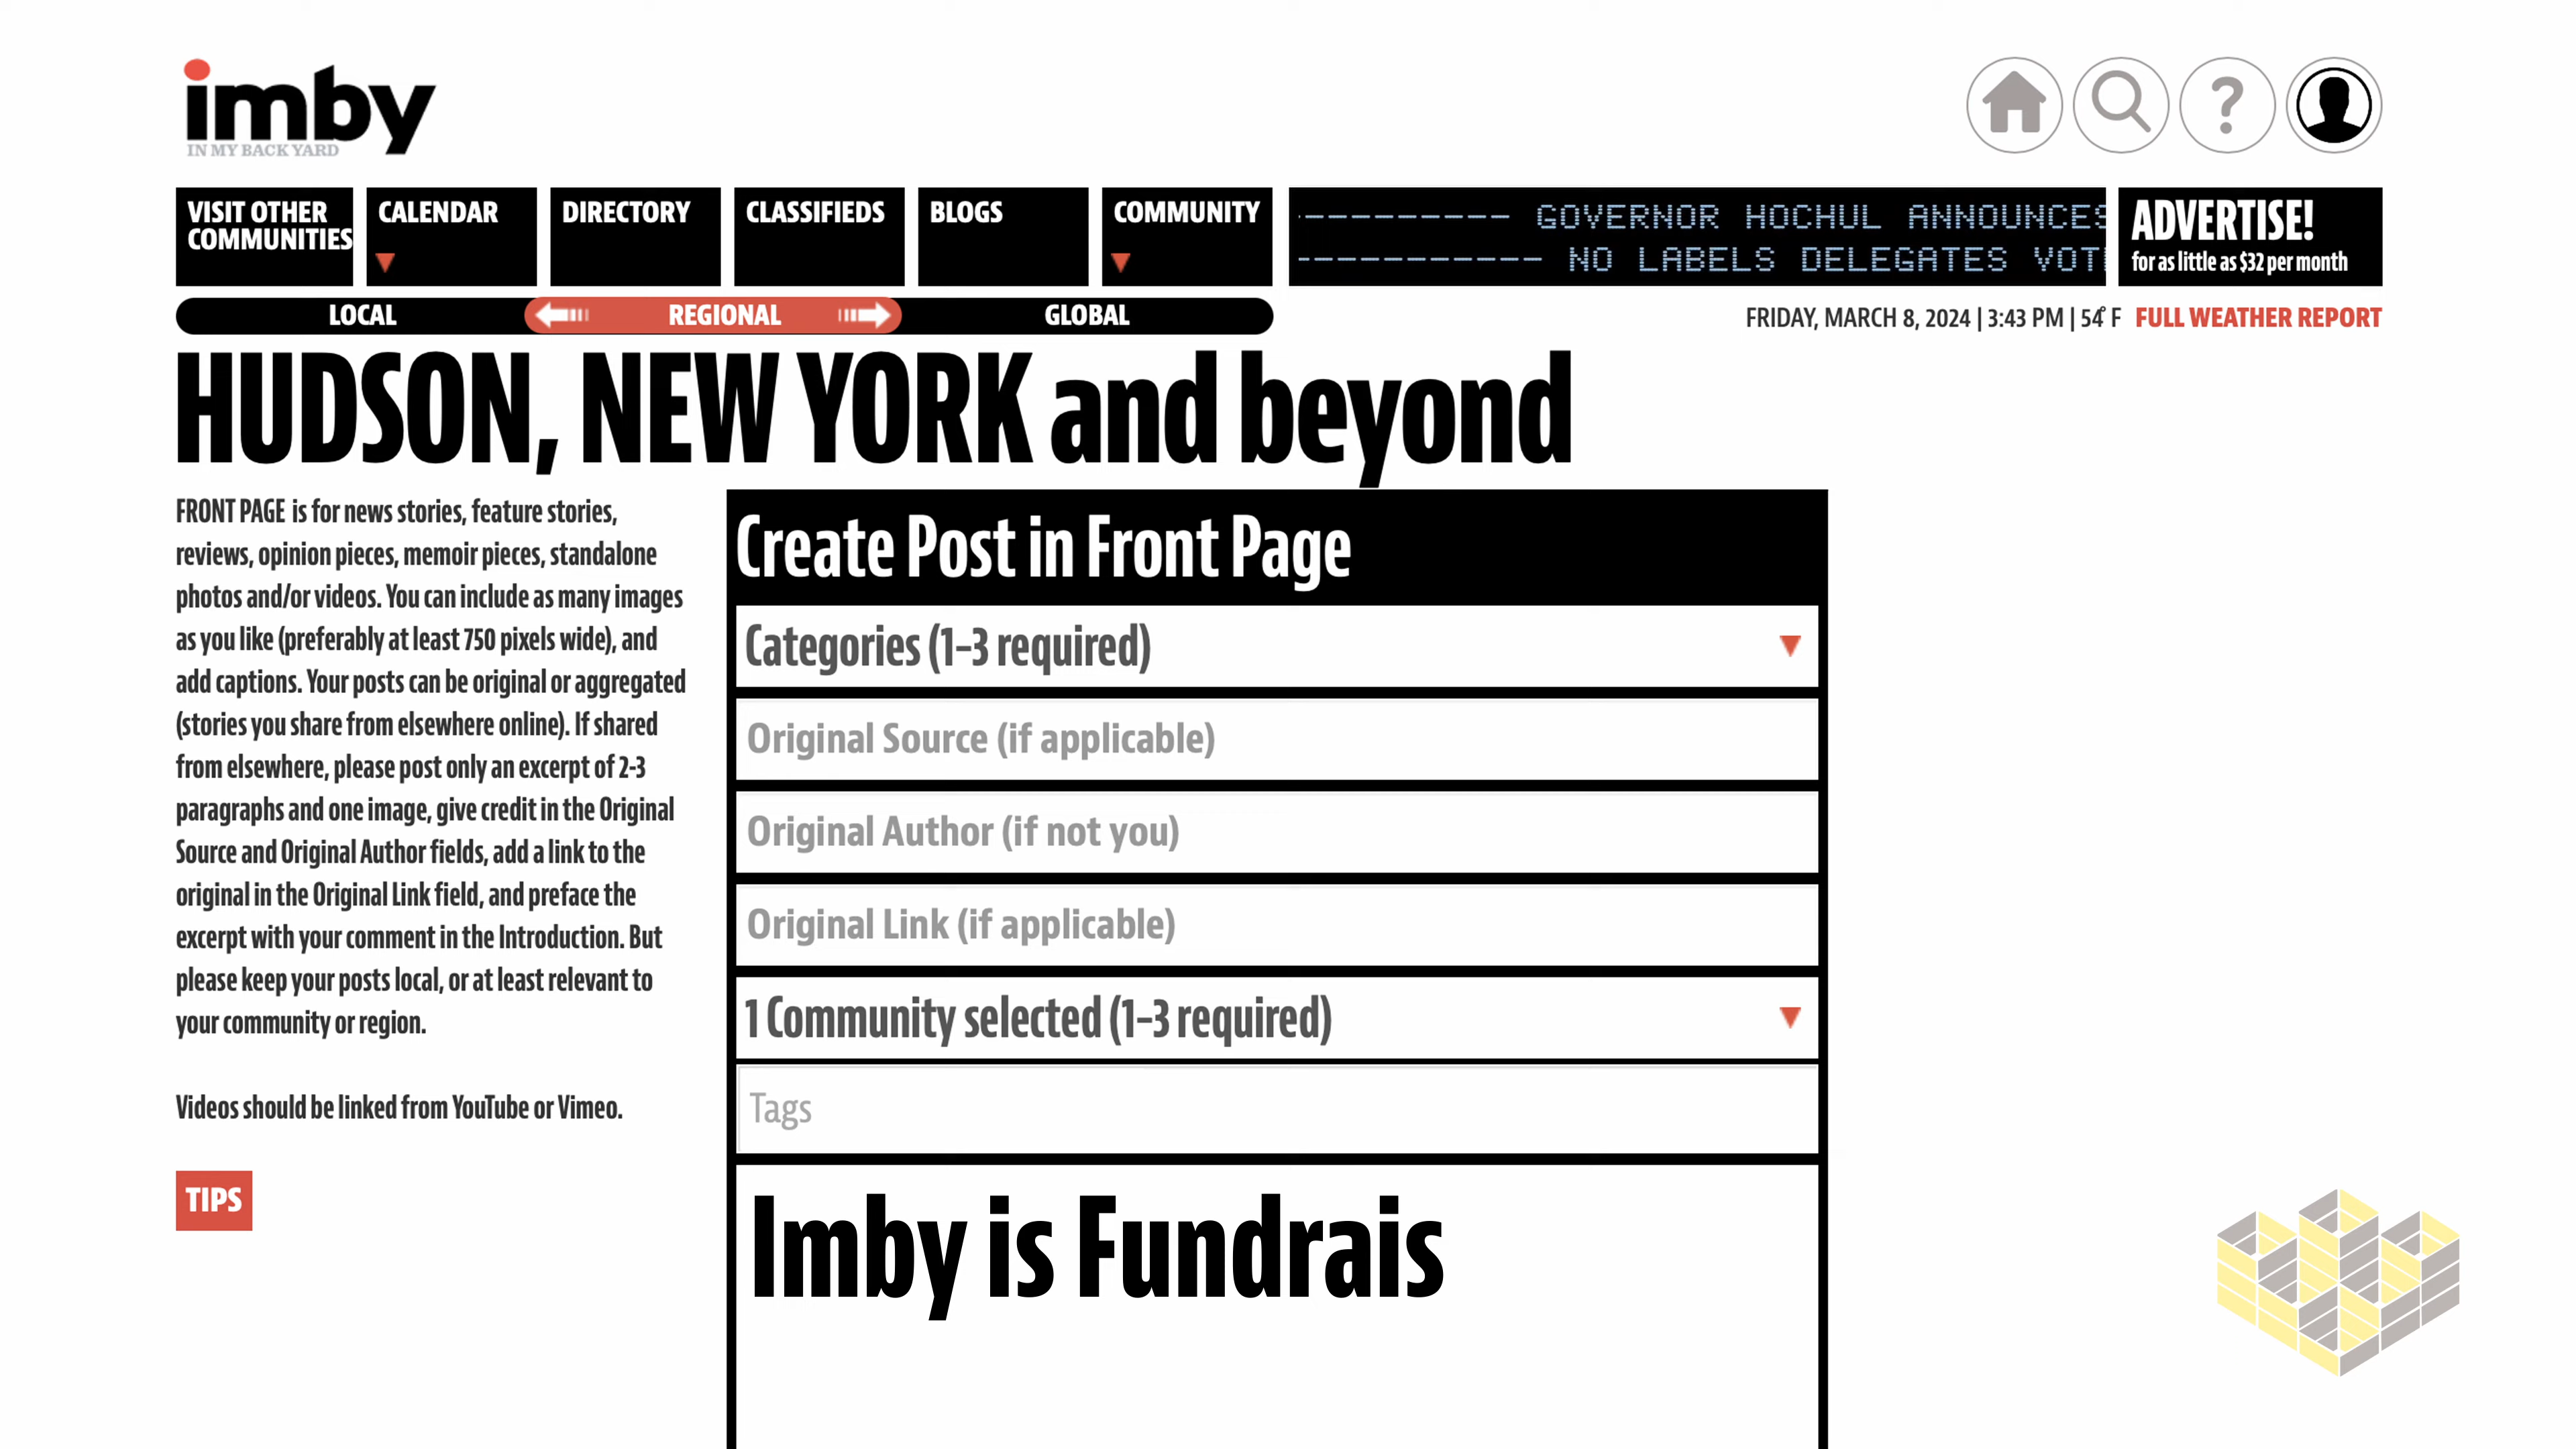 imby
IN MY BACK YARD
VISIT OTHER
COMMUNITIES
CALENDAR
DIRECTORY
CLASSIFIEDS
BLOGS
COMMUNITY
--------- GOVERNOR HOCHUL ANNOUNCES
----------- NO LABELS DELEGATES VOT
ADVERTISE!
for as little as $32 per month
LOCAL
REGIONAL
GLOBAL
FRIDAY, MARCH 8, 2024 | 3:43 PM | 54° F FULL WEATHER REPORT
HUDSON, NEW YORK and beyond
FRONT PAGE is for news stories, feature stories,
reviews, opinion pieces, memoir pieces, standalone
photos and/or videos. You can include as many images
as you like (preferably at least 750 pixels wide), and
add captions. Your posts can be original or aggregated
(stories you share from elsewhere online). If shared
from elsewhere, please post only an excerpt of 2-3
paragraphs and one image, give credit in the Original
Source and Original Author fields, add a link to the
original in the Original Link field, and preface the
excerpt with your comment in the Introduction. But
please keep your posts local, or at least relevant to
your community or region.
Videos should be linked from YouTube or Vimeo.
TIPS
Create Post in Front Page
Categories (1-3 required)
Original Source (if applicable)
Original Author (if not you)
Original Link (if applicable)
1 Community selected (1-3 required)
Tags
Imby is Fundrais